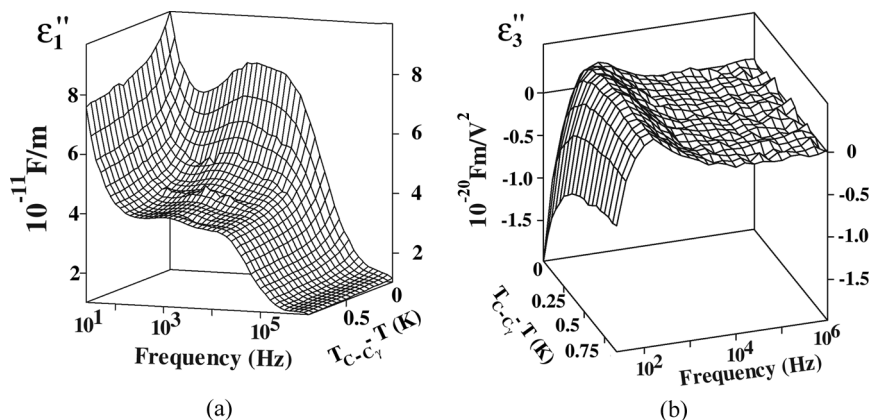 ε₁"
10⁻¹¹F/m
8
6
4
2
8
6
4
2
10¹
10³
10⁵
Frequency (Hz)
0.5
0
T_C-Cγ-T (K)
(a)
ε₃"
10⁻²⁰Fm/V²
0
-0.5
-1.0
-1.5
0
-0.5
-1.0
-1.5
0
0.25
0.5
0.75
T_C-Cγ-T (K)
10²
10⁴
10⁶
Frequency (Hz)
(b)